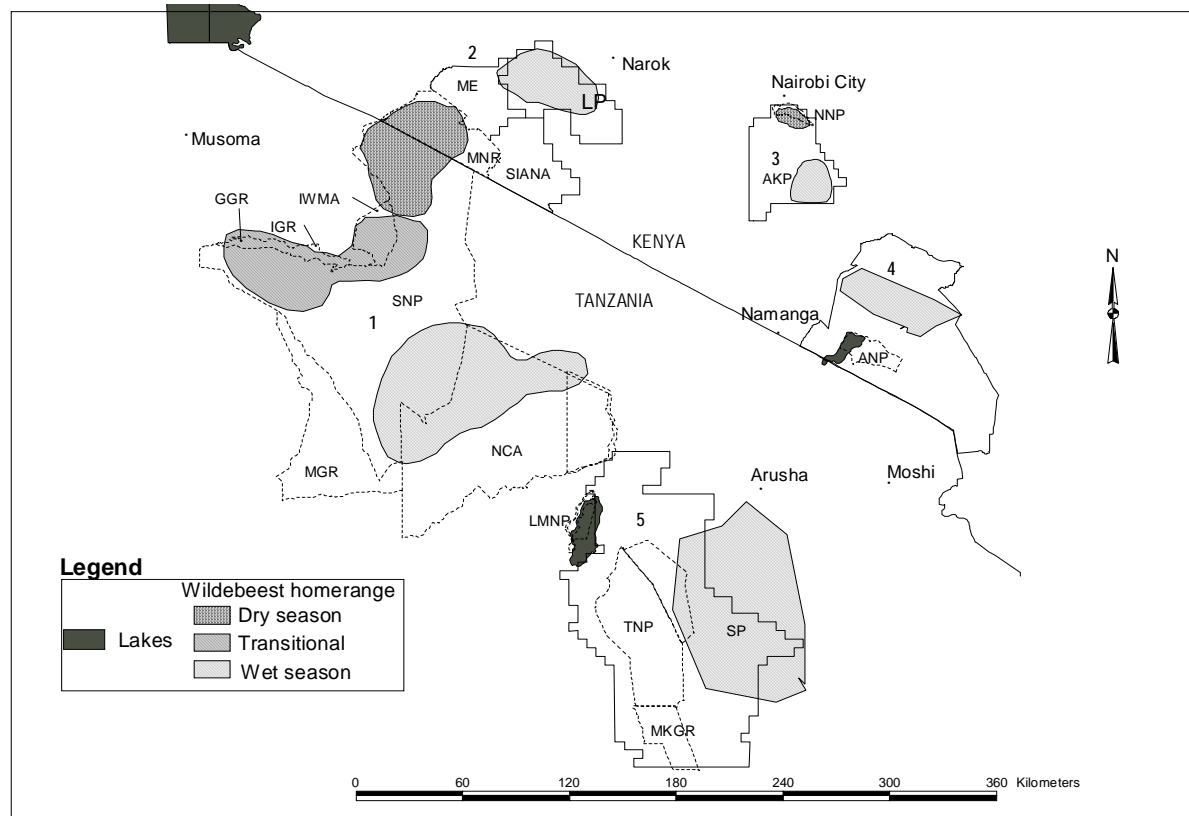 2
ME
LP
Narok
Nairobi City
NNP
3
AKP
Musoma
MNR
SIANA
IWMA
GGR
IGR
KENYA
N
SNP
TANZANIA
4
1
Namanga
ANP
NCA
MGR
Arusha
Moshi
LMNP
5
TNP
SP
MKGR
Legend
Wildebeest homerange
Lakes
Dry season
Transitional
Wet season
0 60 120 180 240 300 360 Kilometers